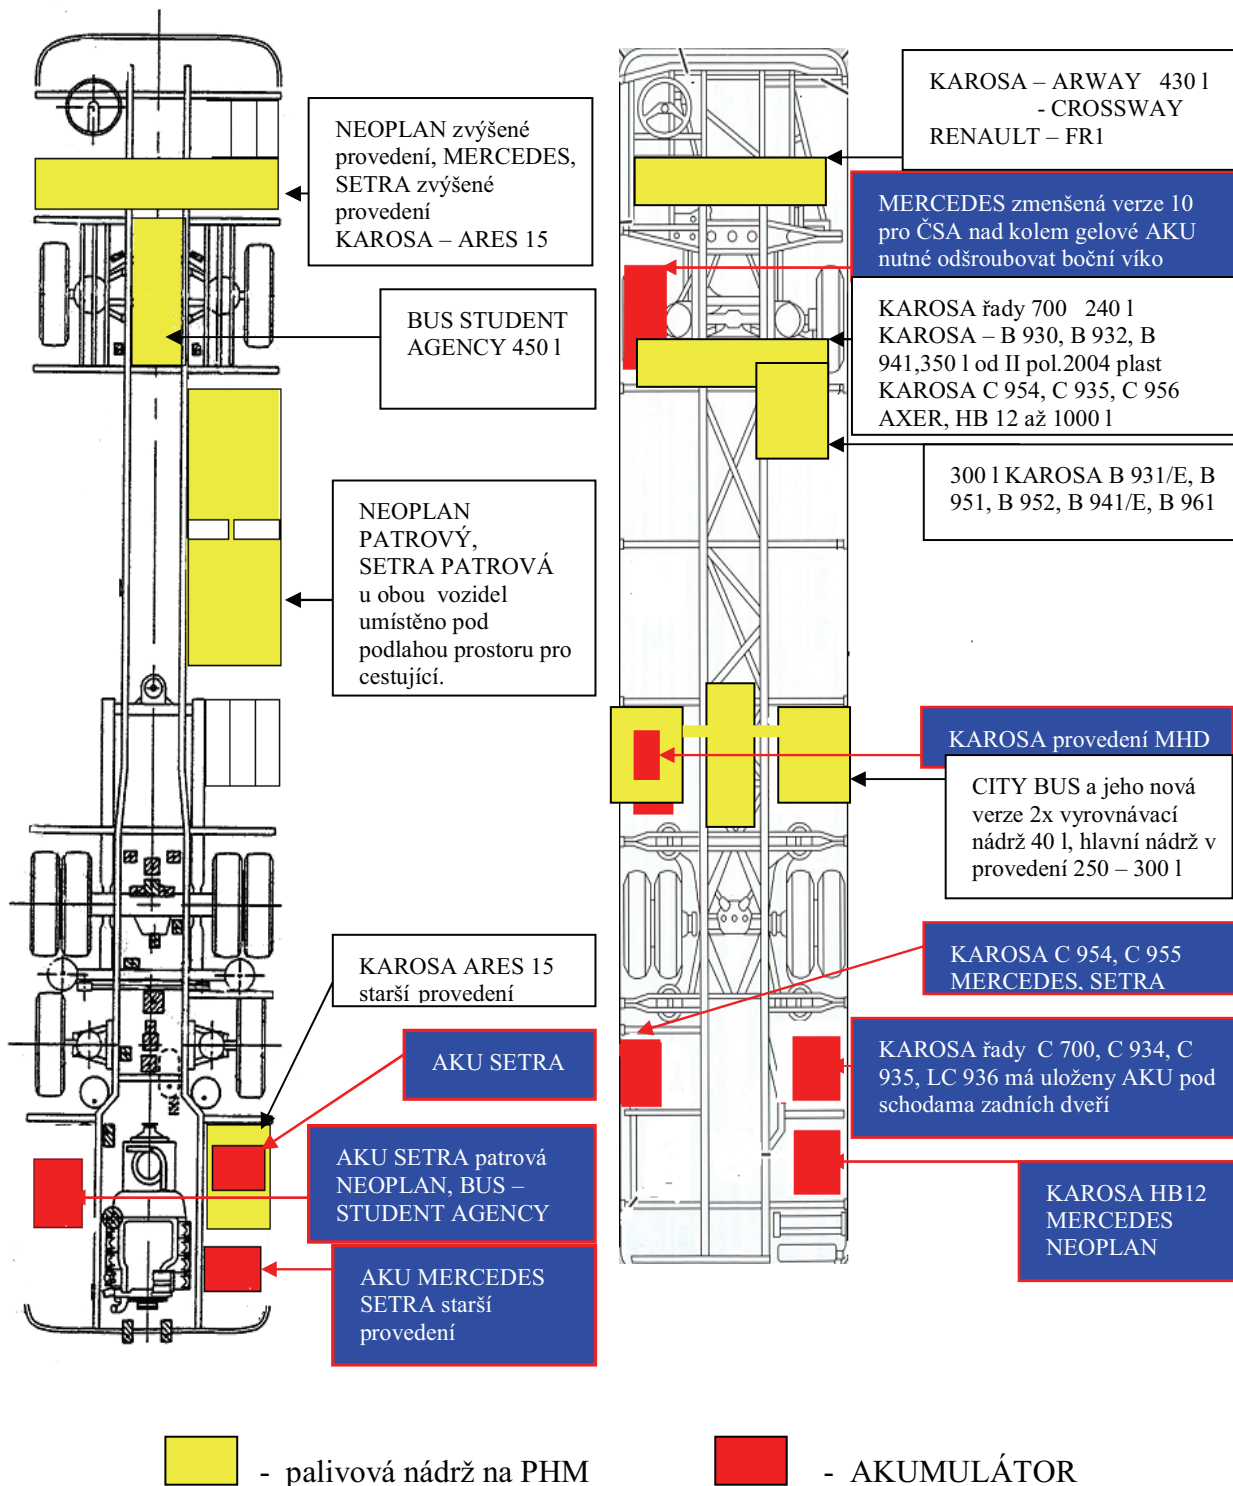 NEOPLAN zvýšené
provedení, MERCEDES,
SETRA zvýšené
provedení
KAROSA – ARES 15
BUS STUDENT
AGENCY 450 l
NEOPLAN
PATROVÝ,
SETRA PATROVÁ
u obou vozidel
umístěno pod
podlahou prostoru pro
cestující.
KAROSA ARES 15
starší provedení
AKU SETRA
AKU SETRA patrová
NEOPLAN, BUS –
STUDENT AGENCY
AKU MERCEDES
SETRA starší
provedení
KAROSA – ARWAY 430 l
- CROSSWAY
RENAULT – FR1
MERCEDES zmenšená verze 10
pro ČSA nad kolem gelové AKU
nutné odšroubovat boční víko
KAROSA řady 700 240 l
KAROSA – B 930, B 932, B
941,350 l od II pol.2004 plast
KAROSA C 954, C 935, C 956
AXER, HB 12 až 1000 l
300 l KAROSA B 931/E, B
951, B 952, B 941/E, B 961
KAROSA provedení MHD
CITY BUS a jeho nová
verze 2x vyrovnávací
nádrž 40 l, hlavní nádrž v
provedení 250 – 300 l
KAROSA C 954, C 955
MERCEDES, SETRA
KAROSA řady C 700, C 934, C
935, LC 936 má uloženy AKU pod
schodama zadních dveří
KAROSA HB12
MERCEDES
NEOPLAN
- palivová nádrž na PHM
- AKUMULÁTOR